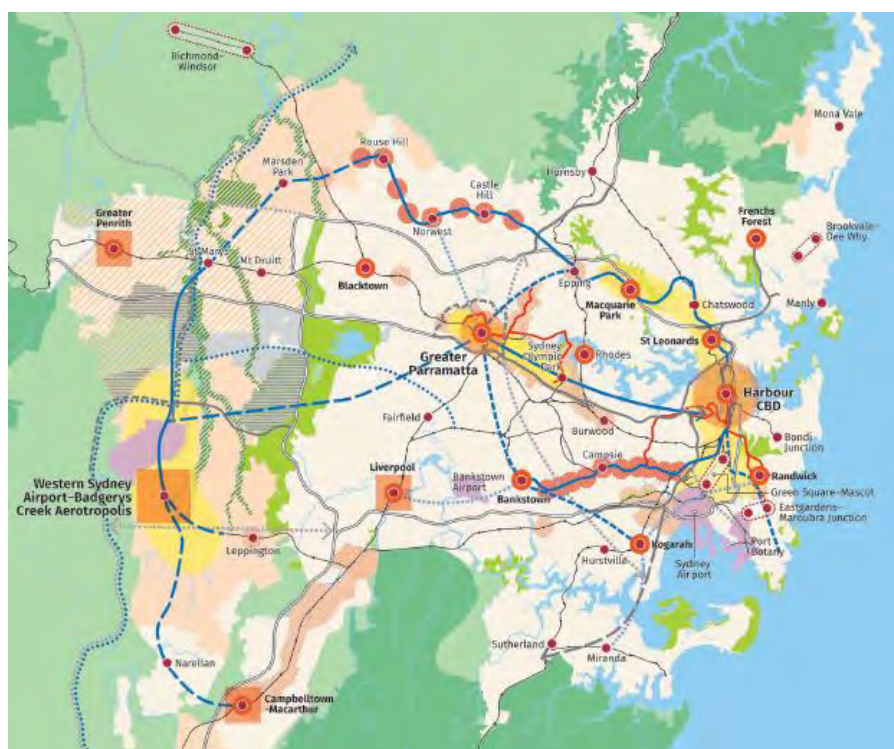 Richmond–
Windsor
Mona Vale
Rouse Hill
Marsden
Park
Hornsby
Castle
Hill
Greater
Penrith
Norwest
Frenchs
Forest
Brookvale–
Dee Why
St Marys
Mt Druitt
Blacktown
Epping
Macquarie
Park
Chatswood
Manly
St Leonards
Greater
Parramatta
Sydney
Olympic
Park
Rhodes
Harbour
CBD
Fairfield
Burwood
Bondi
Junction
Liverpool
Bankstown
Airport
Campsie
Bankstown
Randwick
Western Sydney
Airport–Badgerys
Creek Aerotropolis
Green Square–Mascot
Eastgardens–
Maroubra Junction
Leppington
Kogarah
Hurstville
Sydney
Airport
Port
Botany
Sutherland
Miranda
Narellan
Campbelltown
–Macarthur